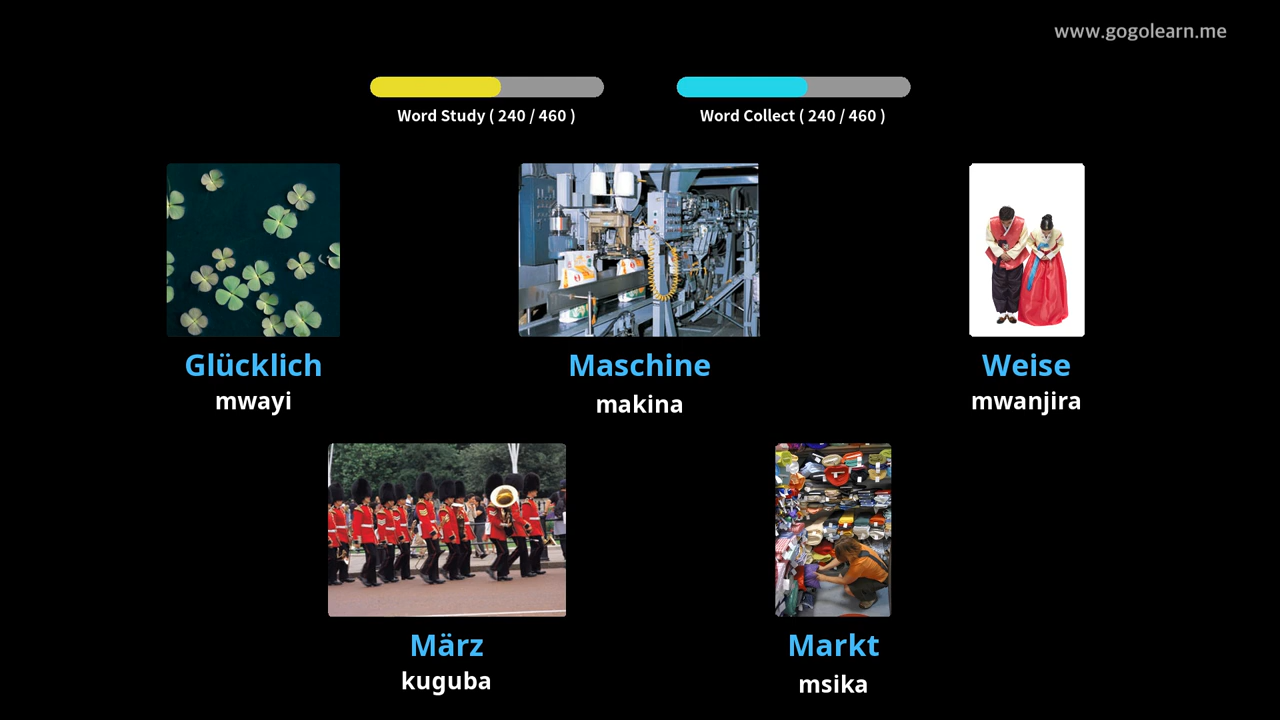 www.gogolearn.me
Word Study ( 240 / 460 )
Word Collect ( 240 / 460 )
Glücklich
mwayi
Maschine
makina
Weise
mwanjira
März
kuguba
Markt
msika